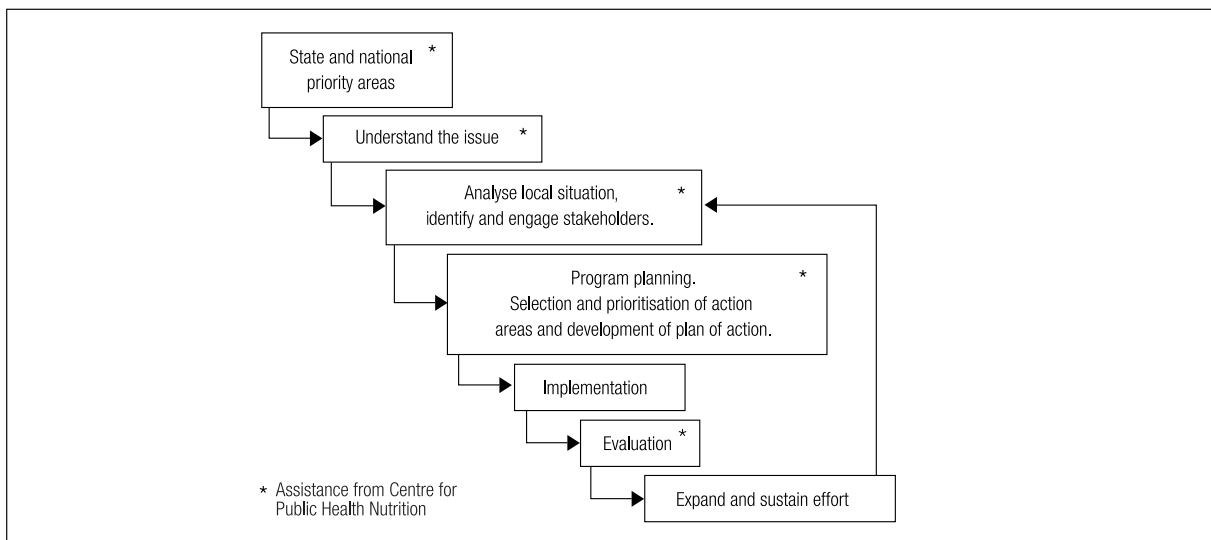 State and national *
priority areas
Understand the issue *
Analyse local situation, *
identify and engage stakeholders.
Program planning. *
Selection and prioritisation of action
areas and development of plan of action.
Implementation
Evaluation *
Expand and sustain effort
* Assistance from Centre for
Public Health Nutrition